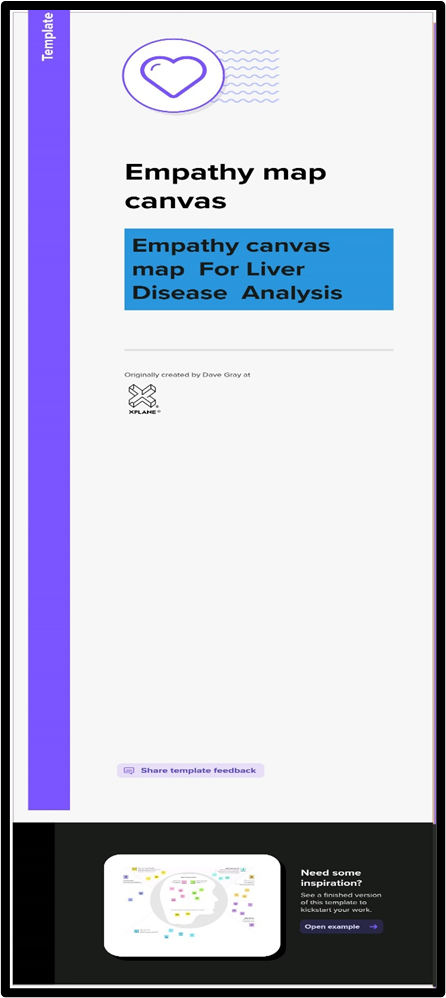 Template
Empathy map
canvas
Empathy canvas
map For Liver
Disease Analysis
Originally created by Dave Gray at
XPLANE
Share template feedback
Need some
inspiration?
See a finished version
of this template to
kickstart your work.
Open example